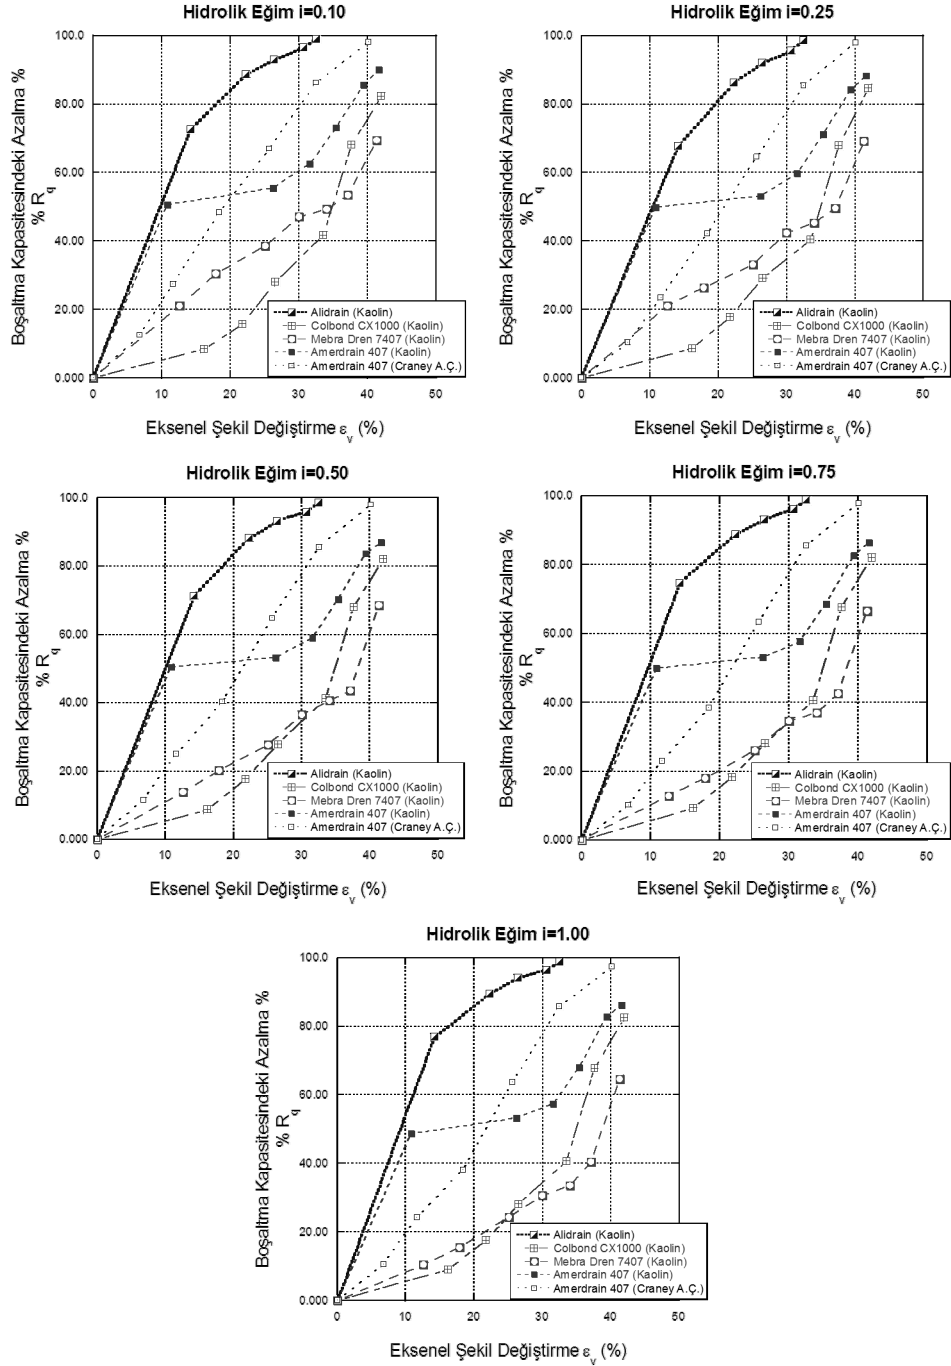 Hidrolik Eğim i=0.10
Boşaltma Kapasitesindeki Azalma %
% Rq
100.0
80.00
60.00
40.00
20.00
0.000
0 10 20 30 40 50
Alidrain (Kaolin)
Colbond CX1000 (Kaolin)
Mebra Dren 7407 (Kaolin)
Amerdrain 407 (Kaolin)
Amerdrain 407 (Craney A.Ç.)
Eksenel Şekil Değiştirme εv (%)
Hidrolik Eğim i=0.25
Boşaltma Kapasitesindeki Azalma %
% Rq
100.0
80.00
60.00
40.00
20.00
0.000
0 10 20 30 40 50
Alidrain (Kaolin)
Colbond CX1000 (Kaolin)
Mebra Dren 7407 (Kaolin)
Amerdrain 407 (Kaolin)
Amerdrain 407 (Craney A.Ç.)
Eksenel Şekil Değiştirme εv (%)
Hidrolik Eğim i=0.50
Boşaltma Kapasitesindeki Azalma %
% Rq
100.0
80.00
60.00
40.00
20.00
0.000
0 10 20 30 40 50
Alidrain (Kaolin)
Colbond CX1000 (Kaolin)
Mebra Dren 7407 (Kaolin)
Amerdrain 407 (Kaolin)
Amerdrain 407 (Craney A.Ç.)
Eksenel Şekil Değiştirme εv (%)
Hidrolik Eğim i=0.75
Boşaltma Kapasitesindeki Azalma %
% Rq
100.0
80.00
60.00
40.00
20.00
0.000
0 10 20 30 40 50
Alidrain (Kaolin)
Colbond CX1000 (Kaolin)
Mebra Dren 7407 (Kaolin)
Amerdrain 407 (Kaolin)
Amerdrain 407 (Craney A.Ç.)
Eksenel Şekil Değiştirme εv (%)
Hidrolik Eğim i=1.00
Boşaltma Kapasitesindeki Azalma %
% Rq
100.0
80.00
60.00
40.00
20.00
0.000
0 10 20 30 40 50
Alidrain (Kaolin)
Colbond CX1000 (Kaolin)
Mebra Dren 7407 (Kaolin)
Amerdrain 407 (Kaolin)
Amerdrain 407 (Craney A.Ç.)
Eksenel Şekil Değiştirme εv (%)